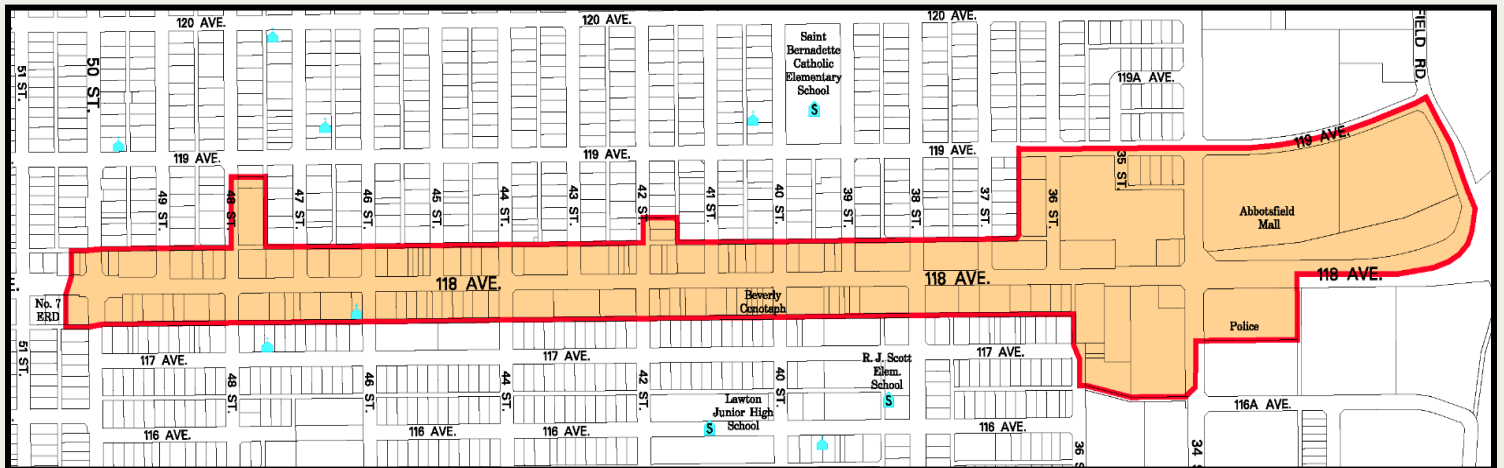 120 AVE.
120 AVE.
120 AVE.
FIELD RD.
51 ST.
50 ST.
Saint
Bernadette
Catholic
Elementary
School
S
119A AVE.
119 AVE.
119 AVE.
119 AVE.
119 AVE.
49 ST.
48 ST.
47 ST.
46 ST.
45 ST.
44 ST.
43 ST.
42 ST.
41 ST.
40 ST.
39 ST.
38 ST.
37 ST.
36 ST.
35 ST.
Abbotsfield
Mall
118 AVE.
118 AVE.
118 AVE.
No. 7
ERD
Beverly
Cenotaph
Police
51 ST.
117 AVE.
117 AVE.
117 AVE.
R. J. Scott
Elem.
School
S
48 ST.
46 ST.
44 ST.
42 ST.
40 ST.
Lawton
Junior High
School
S
116A AVE.
116 AVE.
116 AVE.
116 AVE.
116 AVE.
36 S
34 S